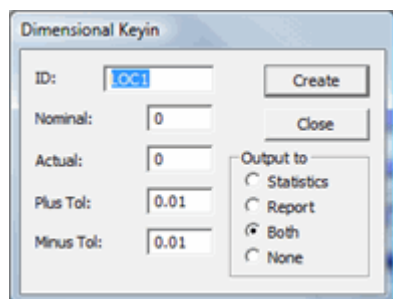 Dimensional Keyin
ID: LOC1 Create
Nominal: 0 Close
Actual: 0 Output to
Statistics
Plus Tol: 0.01 Report
Minus Tol: 0.01 Both
None